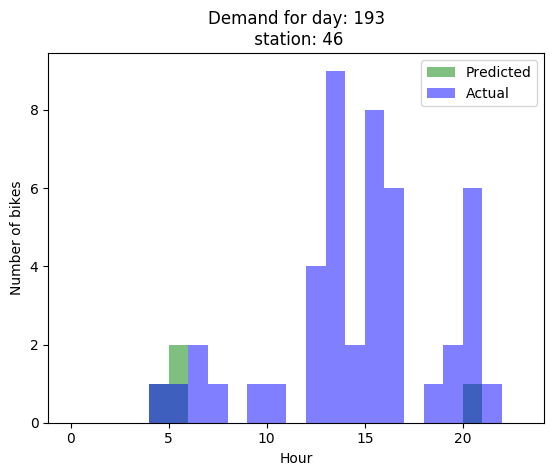 Demand for day: 193
station: 46
Predicted
Actual
Number of bikes
8
6
4
2
0
0
5
10
15
20
Hour